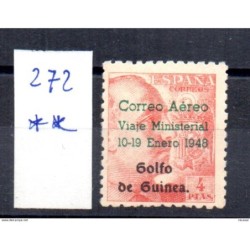 272
**
ESPAÑA
CORREOS
Correo Aéreo
Viaje Ministerial
10-19 Enero 1948
Golfo
de Guinea.
4
PTAS